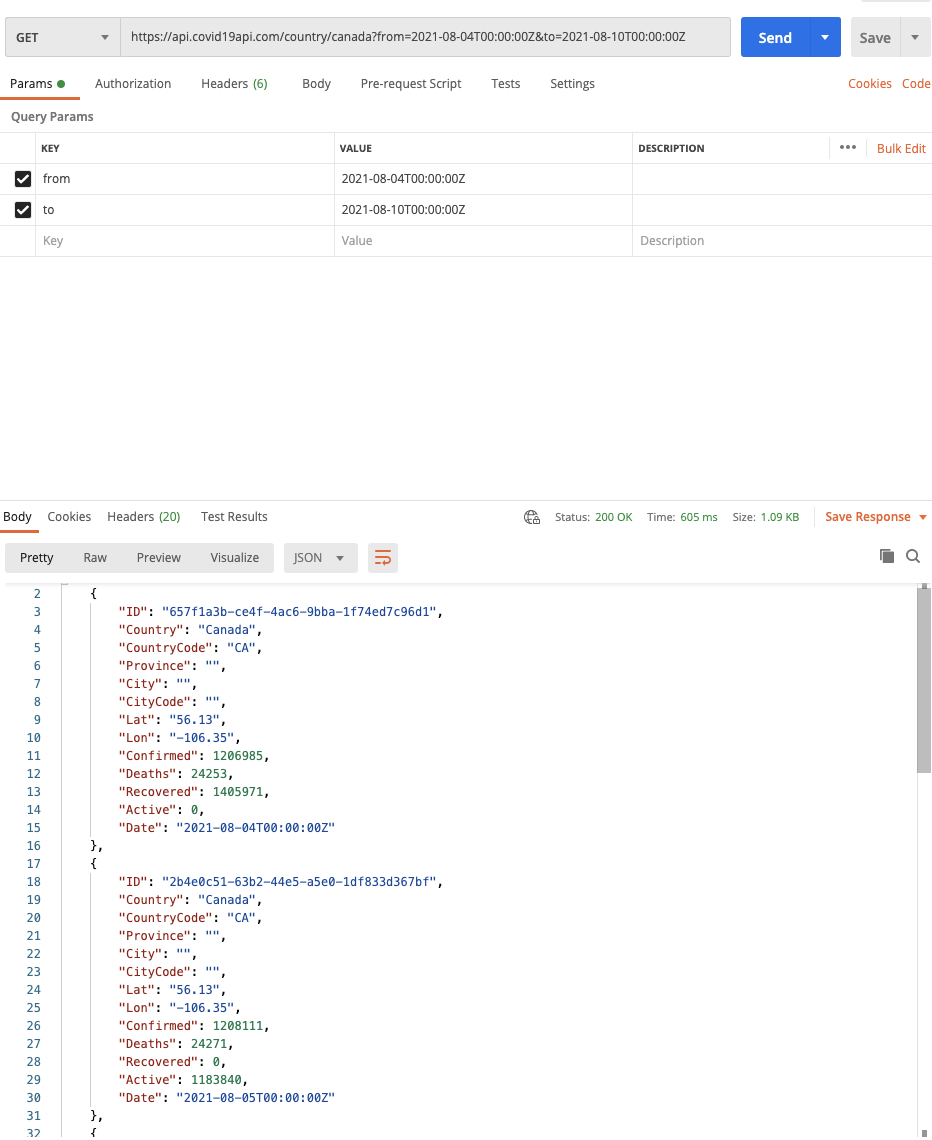 GET https://api.covid19api.com/country/canada?from=2021-08-04T00:00:00Z&to=2021-08-10T00:00:00Z Send Save
Params Authorization Headers (6) Body Pre-request Script Tests Settings Cookies Code
Query Params
KEY VALUE DESCRIPTION ••• Bulk Edit
from 2021-08-04T00:00:00Z
to 2021-08-10T00:00:00Z
Key Value Description
Body Cookies Headers (20) Test Results Status: 200 OK Time: 605 ms Size: 1.09 KB Save Response
Pretty Raw Preview Visualize JSON
2 {
3 "ID": "657f1a3b-ce4f-4ac6-9bba-1f74ed7c96d1",
4 "Country": "Canada",
5 "CountryCode": "CA",
6 "Province": "",
7 "City": "",
8 "CityCode": "",
9 "Lat": "56.13",
10 "Lon": "-106.35",
11 "Confirmed": 1206985,
12 "Deaths": 24253,
13 "Recovered": 1405971,
14 "Active": 0,
15 "Date": "2021-08-04T00:00:00Z"
16 },
17 {
18 "ID": "2b4e0c51-63b2-44e5-a5e0-1df833d367bf",
19 "Country": "Canada",
20 "CountryCode": "CA",
21 "Province": "",
22 "City": "",
23 "CityCode": "",
24 "Lat": "56.13",
25 "Lon": "-106.35",
26 "Confirmed": 1208111,
27 "Deaths": 24271,
28 "Recovered": 0,
29 "Active": 1183840,
30 "Date": "2021-08-05T00:00:00Z"
31 },
32 {